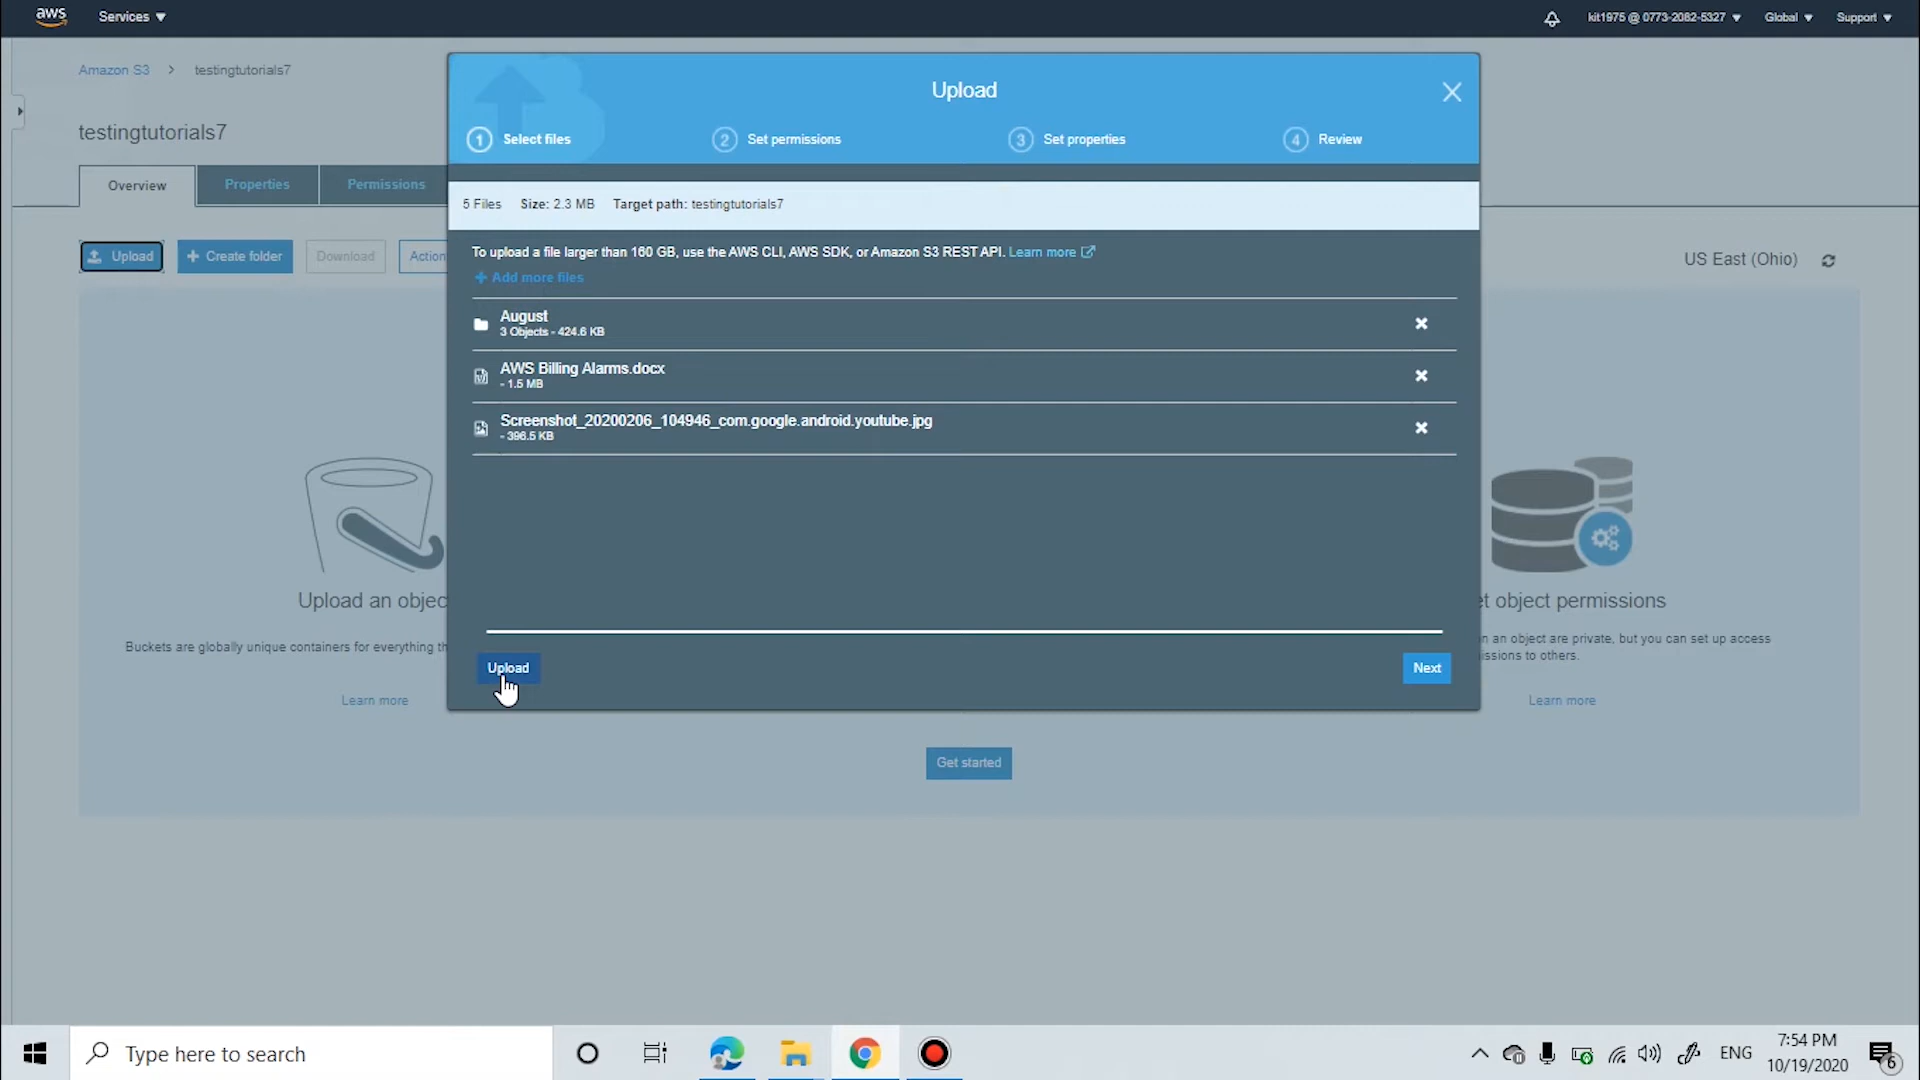 aws
Services
kit1975 @ 0773-2082-5327
Global
Support
Amazon S3 > testingtutorials7
testingtutorials7
Overview
Properties
Permissions
Upload
Create folder
Download
Action
US East (Ohio)
Upload
1 Select files
2 Set permissions
3 Set properties
4 Review
5 Files Size: 2.3 MB Target path: testingtutorials7
To upload a file larger than 160 GB, use the AWS CLI, AWS SDK, or Amazon S3 REST API. Learn more
+ Add more files
August
3 Objects - 424.6 KB
AWS Billing Alarms.docx
- 1.5 MB
Screenshot_20200206_104946_com.google.android.youtube.jpg
- 396.5 KB
Upload
Next
Upload an objec
Buckets are globally unique containers for everything th
Learn more
t object permissions
n an object are private, but you can set up access
issions to others.
Learn more
Get started
Type here to search
ENG
7:54 PM
10/19/2020
6